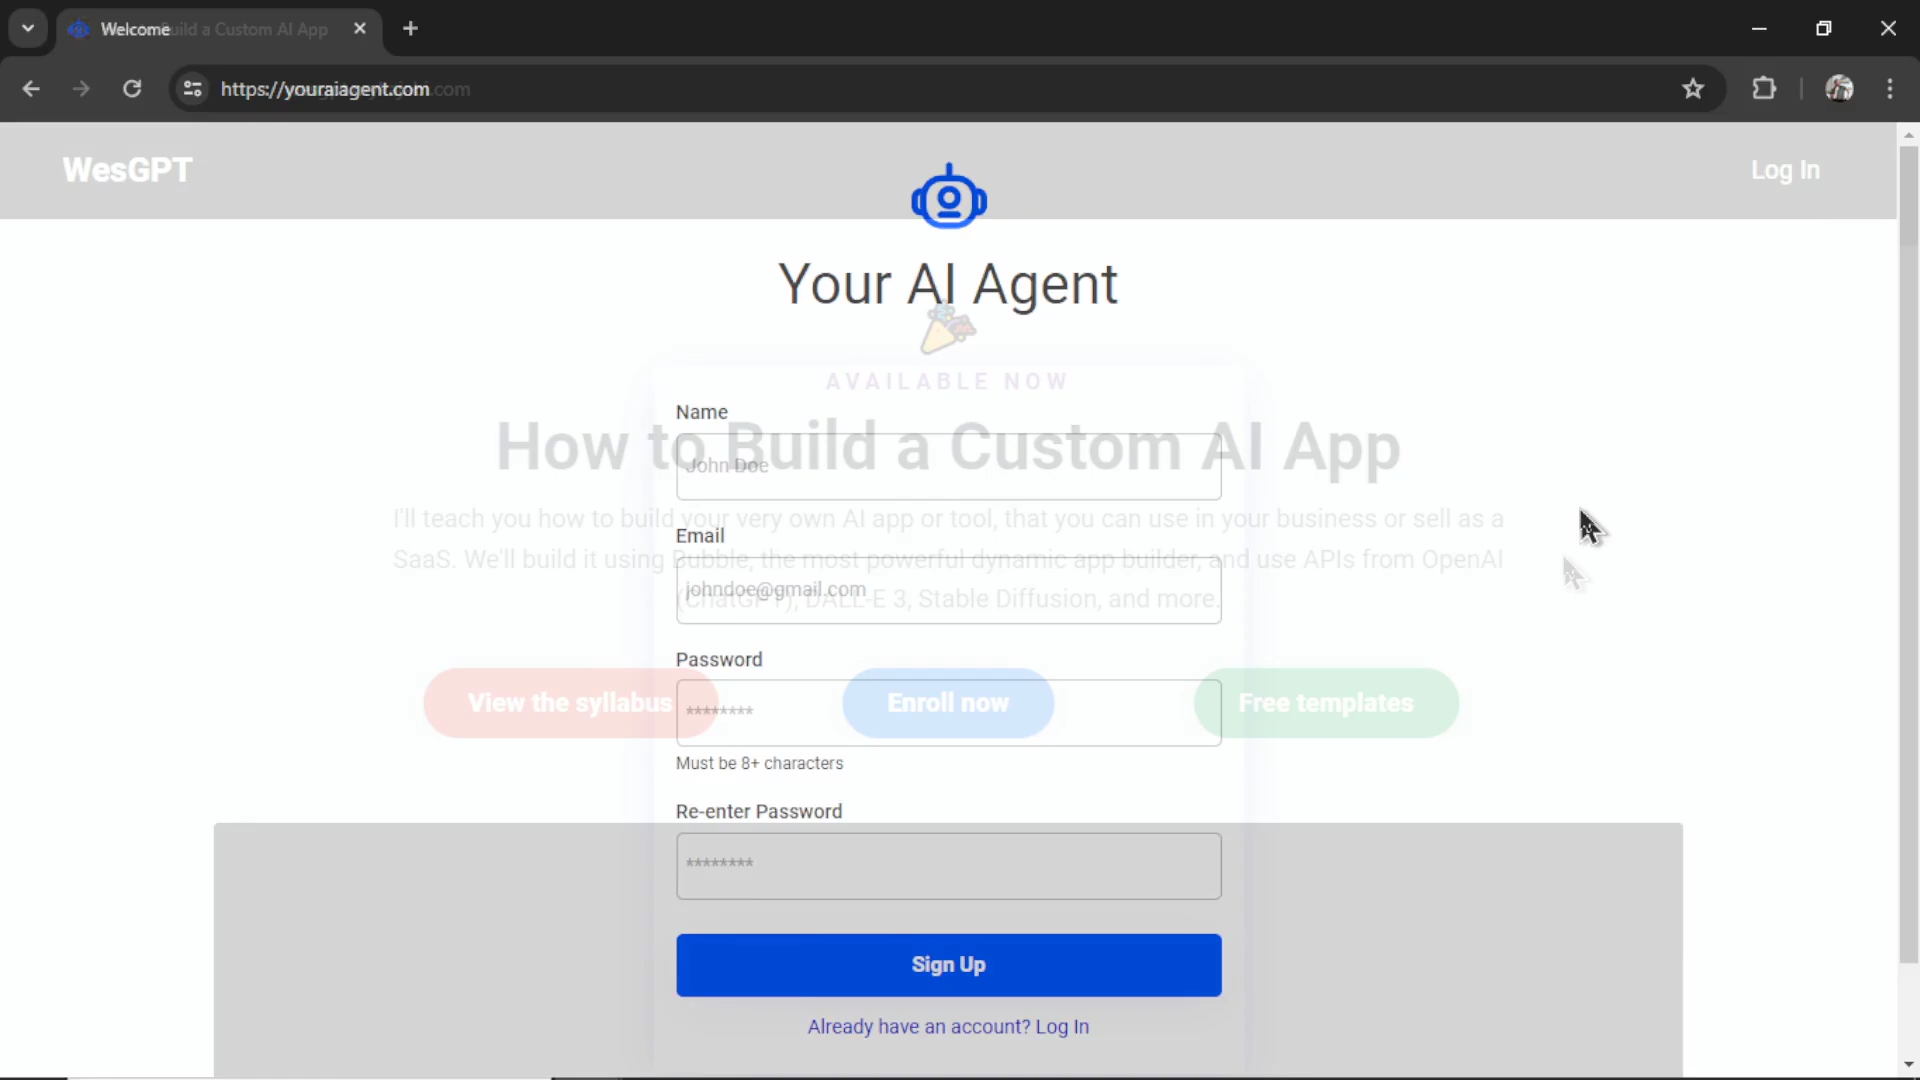 Welcome
Build a Custom AI App
https://youraiagent.com
.com
WesGPT
Log In
Your AI Agent
AVAILABLE NOW
Name
How to Build a Custom AI App
John Doe
I'll teach you how to build your very own AI app or tool, that you can use in your business or sell as a
Email
SaaS. We'll build it using Bubble, the most powerful dynamic app builder, and use APIs from OpenAI
johndoe@gmail.com
(ChatGPT), DALL-E 3, Stable Diffusion, and more.
Password
View the syllabus
********
Enroll now
Free templates
Must be 8+ characters
Re-enter Password
********
Sign Up
Already have an account? Log In